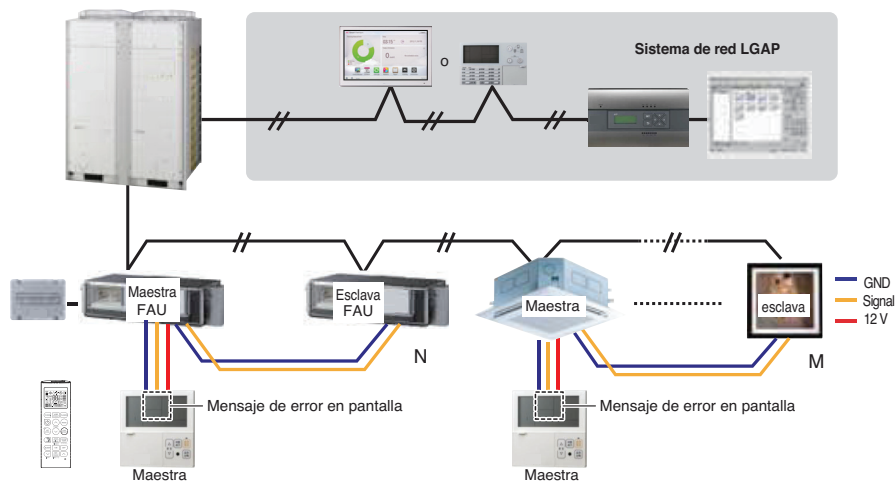 o
Sistema de red LGAP
Maestra
FAU
Esclava
FAU
Maestra
esclava
GND
Signal
12 V
N
M
Mensaje de error en pantalla
Mensaje de error en pantalla
Maestra
Maestra